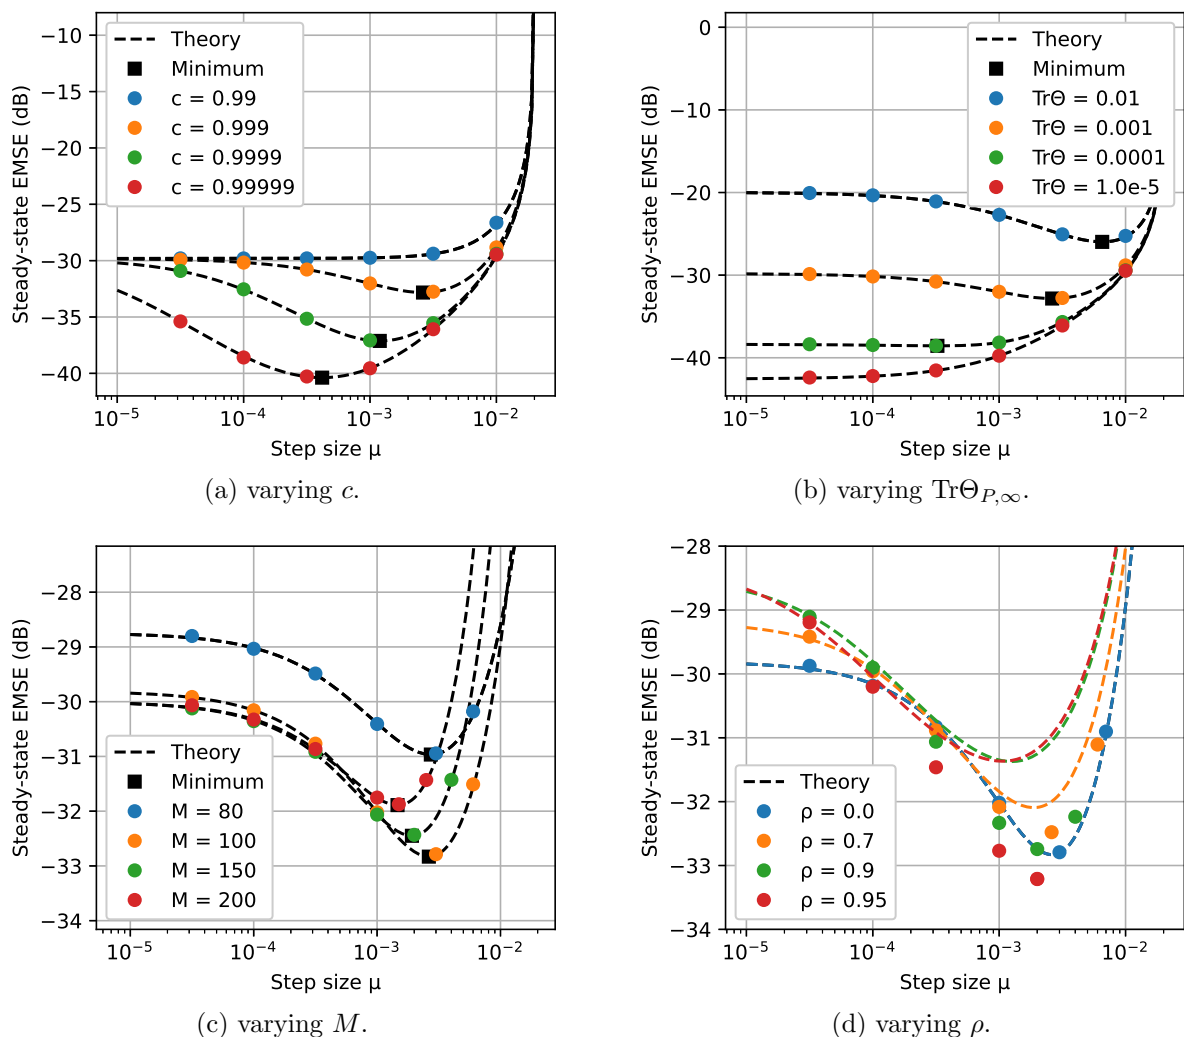 Steady-state EMSE (dB)
−10
−15
−20
−25
−30
−35
−40
Theory
Minimum
c = 0.99
c = 0.999
c = 0.9999
c = 0.99999
10⁻⁵ 10⁻⁴ 10⁻³ 10⁻²
Step size μ
(a) varying c.
Steady-state EMSE (dB)
0
−10
−20
−30
−40
Theory
Minimum
TrΘ = 0.01
TrΘ = 0.001
TrΘ = 0.0001
TrΘ = 1.0e-5
10⁻⁵ 10⁻⁴ 10⁻³ 10⁻²
Step size μ
(b) varying TrΘ_{P,∞}.
Steady-state EMSE (dB)
−28
−29
−30
−31
−32
−33
−34
Theory
Minimum
M = 80
M = 100
M = 150
M = 200
10⁻⁵ 10⁻⁴ 10⁻³ 10⁻²
Step size μ
(c) varying M.
Steady-state EMSE (dB)
−28
−29
−30
−31
−32
−33
−34
Theory
ρ = 0.0
ρ = 0.7
ρ = 0.9
ρ = 0.95
10⁻⁵ 10⁻⁴ 10⁻³ 10⁻²
Step size μ
(d) varying ρ.